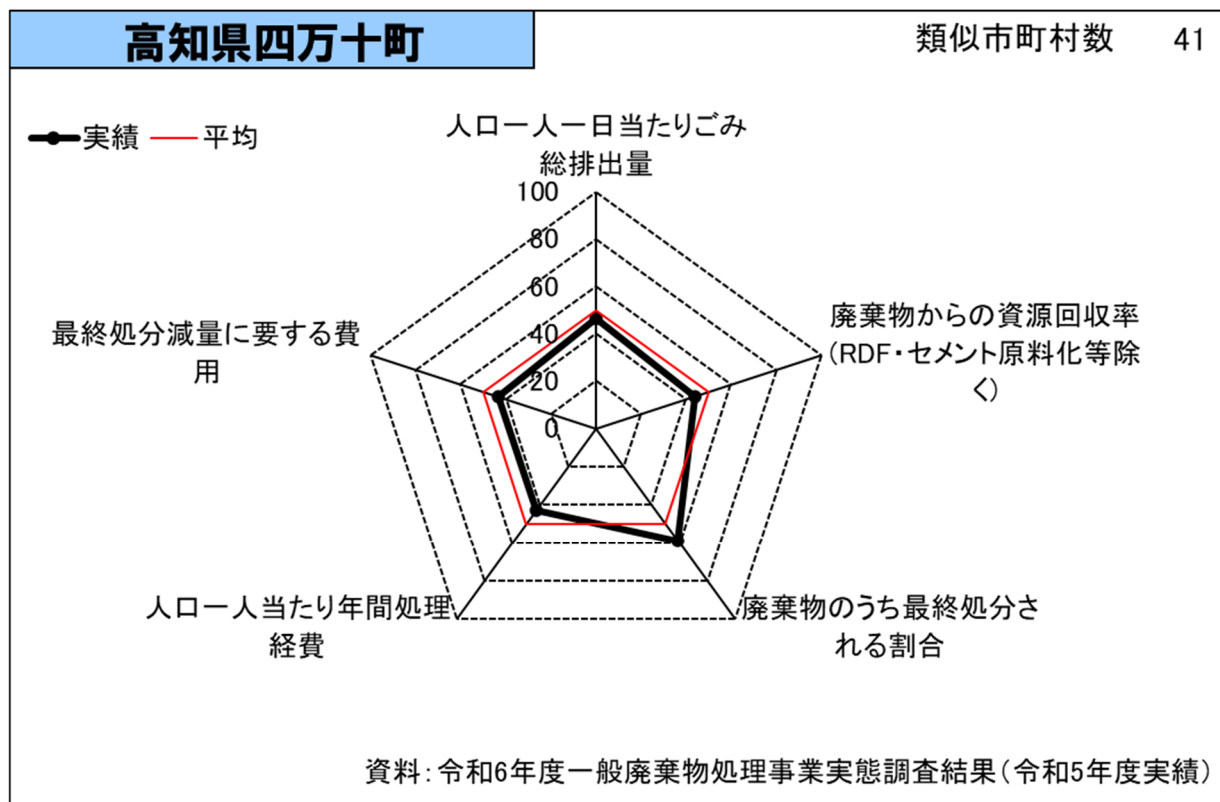 高知県四万十町
類似市町村数 41
実績 平均
人口一人一日当たりごみ
総排出量
100
80
60
40
20
0
廃棄物からの資源回収率
(RDF・セメント原料化等除
く)
最終処分減量に要する費
用
人口一人当たり年間処理
経費
廃棄物のうち最終処分さ
れる割合
資料:令和6年度一般廃棄物処理事業実態調査結果(令和5年度実績)